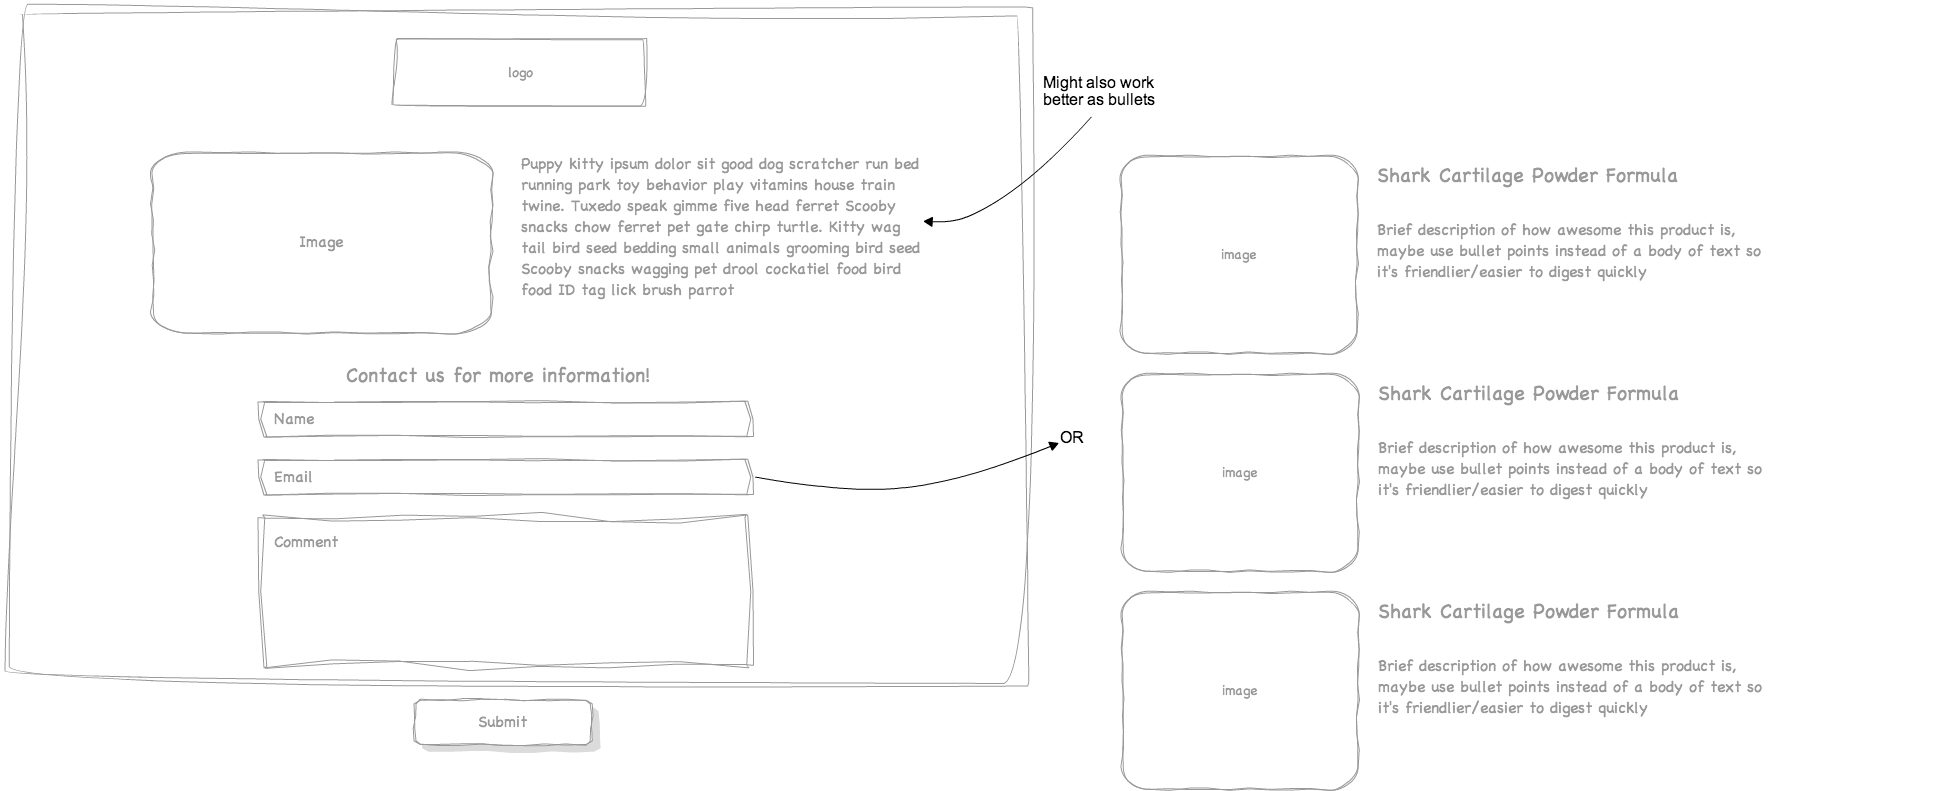 logo
Might also work
better as bullets
Image
Puppy kitty ipsum dolor sit good dog scratcher run bed
running park toy behavior play vitamins house train
twine. Tuxedo speak gimme five head ferret Scooby
snacks chow ferret pet gate chirp turtle. Kitty wag
tail bird seed bedding small animals grooming bird seed
Scooby snacks wagging pet drool cockatiel food bird
food ID tag lick brush parrot
Contact us for more information!
Name
Email
Comment
Submit
OR
image
Shark Cartilage Powder Formula
Brief description of how awesome this product is,
maybe use bullet points instead of a body of text so
it's friendlier/easier to digest quickly
image
Shark Cartilage Powder Formula
Brief description of how awesome this product is,
maybe use bullet points instead of a body of text so
it's friendlier/easier to digest quickly
image
Shark Cartilage Powder Formula
Brief description of how awesome this product is,
maybe use bullet points instead of a body of text so
it's friendlier/easier to digest quickly